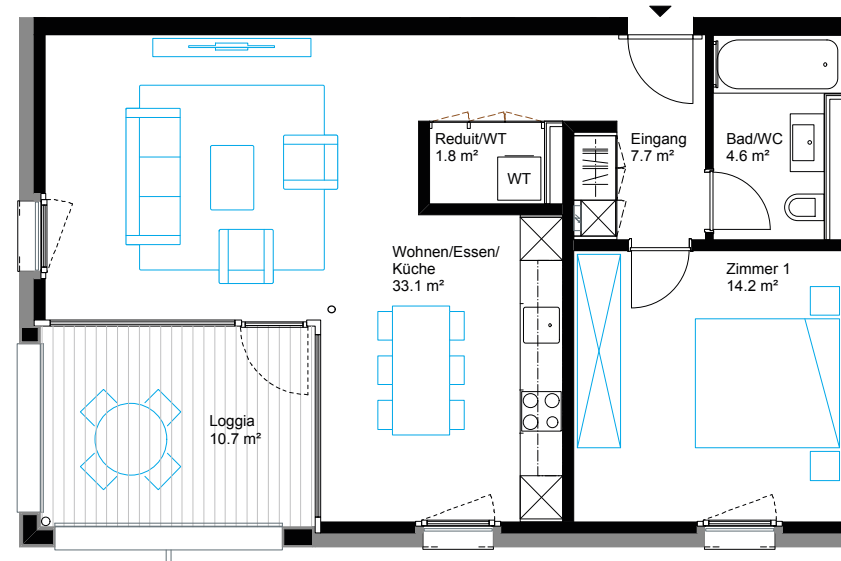 Reduit/WT
1.8 m²
WT
Eingang
7.7 m²
Bad/WC
4.6 m²
Wohnen/Essen/
Küche
33.1 m²
Zimmer 1
14.2 m²
Loggia
10.7 m²